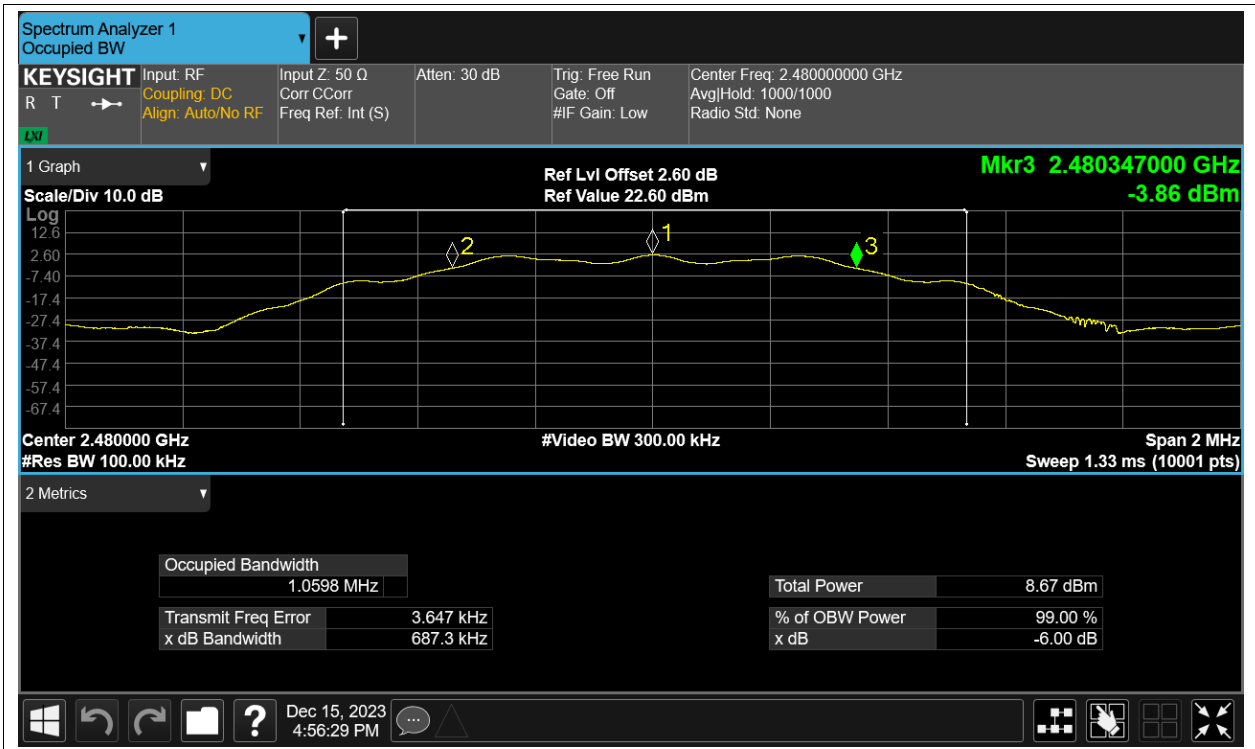 Spectrum Analyzer 1
Occupied BW
KEYSIGHT
R T
LXI
Input: RF
Coupling: DC
Align: Auto/No RF
Input Z: 50 Ω
Corr CCorr
Freq Ref: Int (S)
Atten: 30 dB
Trig: Free Run
Gate: Off
#IF Gain: Low
Center Freq: 2.480000000 GHz
Avg|Hold: 1000/1000
Radio Std: None
1 Graph
Scale/Div 10.0 dB
Ref Lvl Offset 2.60 dB
Ref Value 22.60 dBm
Mkr3 2.480347000 GHz
-3.86 dBm
Log
12.6
2.60
-7.40
-17.4
-27.4
-37.4
-47.4
-57.4
-67.4
2
1
3
Center 2.480000 GHz
#Res BW 100.00 kHz
#Video BW 300.00 kHz
Span 2 MHz
Sweep 1.33 ms (10001 pts)
2 Metrics
Occupied Bandwidth
1.0598 MHz
Transmit Freq Error 3.647 kHz
x dB Bandwidth 687.3 kHz
Total Power 8.67 dBm
% of OBW Power 99.00 %
x dB -6.00 dB
?
Dec 15, 2023
4:56:29 PM